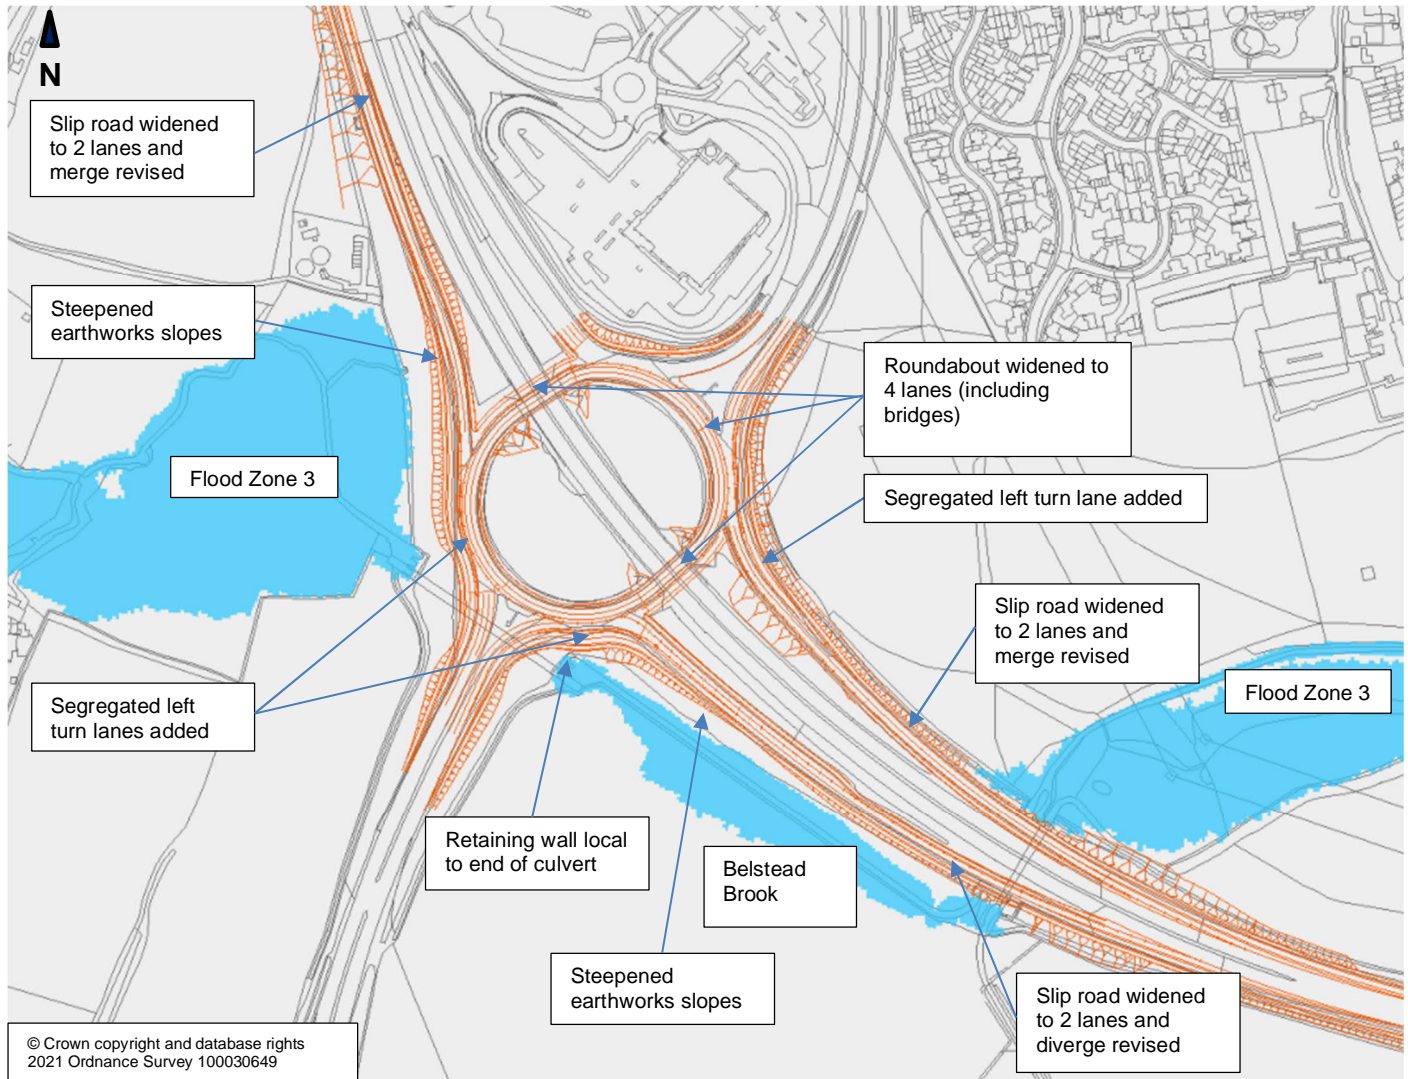 N
Slip road widened
to 2 lanes and
merge revised
Steepened
earthworks slopes
Flood Zone 3
Roundabout widened to
4 lanes (including
bridges)
Segregated left turn lane added
Slip road widened
to 2 lanes and
merge revised
Flood Zone 3
Segregated left
turn lanes added
Retaining wall local
to end of culvert
Belstead
Brook
Steepened
earthworks slopes
Slip road widened
to 2 lanes and
diverge revised
© Crown copyright and database rights
2021 Ordnance Survey 100030649